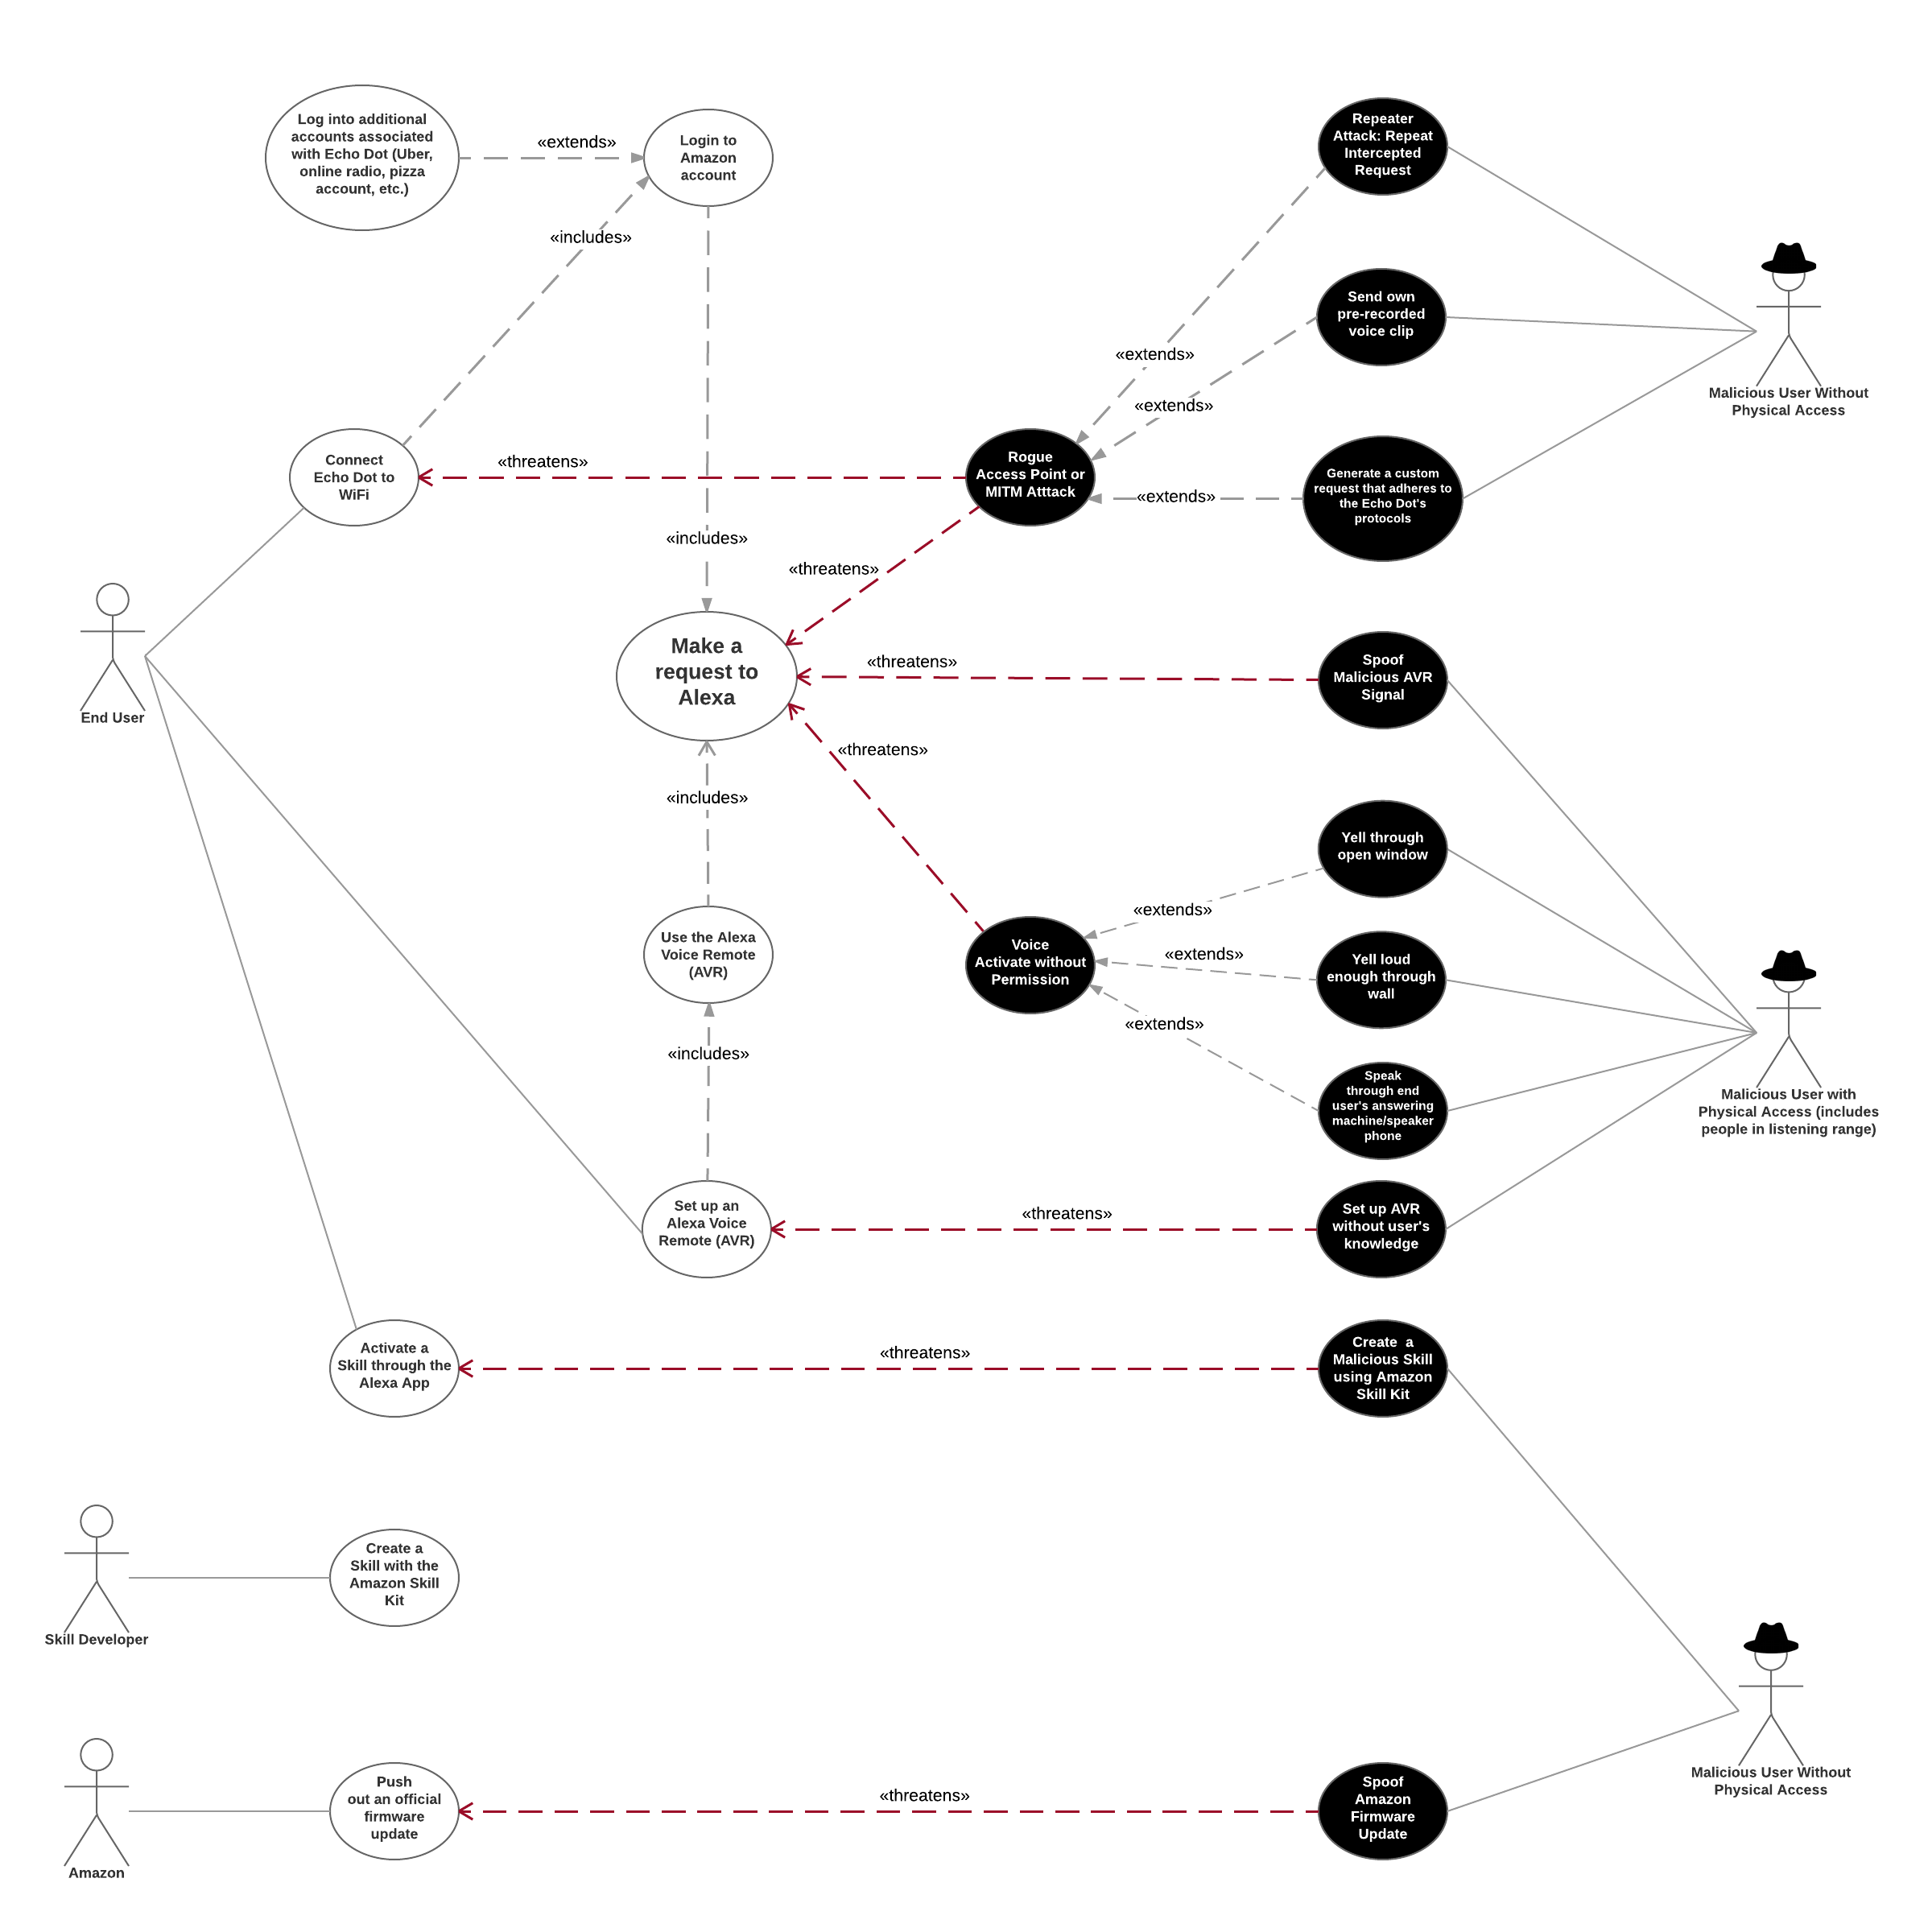 Log into additional
accounts associated
with Echo Dot (Uber,
online radio, pizza
account, etc.)
«extends»
Login to
Amazon
account
«includes»
Repeater
Attack: Repeat
Intercepted
Request
Send own
pre-recorded
voice clip
Malicious User Without
Physical Access
«extends»
«extends»
Connect
Echo Dot to
WiFi
«threatens»
Rogue
Access Point or
MITM Atttack
«extends»
Generate a custom
request that adheres to
the Echo Dot's
protocols
«includes»
«threatens»
End User
Make a
request to
Alexa
«threatens»
Spoof
Malicious AVR
Signal
«threatens»
«includes»
Yell through
open window
«extends»
Use the Alexa
Voice Remote
(AVR)
Voice
Activate without
Permission
«extends»
Yell loud
enough through
wall
«extends»
«includes»
Speak
through end
user's answering
machine/speaker
phone
Malicious User with
Physical Access (includes
people in listening range)
Set up an
Alexa Voice
Remote (AVR)
«threatens»
Set up AVR
without user's
knowledge
Activate a
Skill through the
Alexa App
«threatens»
Create  a
Malicious Skill
using Amazon
Skill Kit
Skill Developer
Create a
Skill with the
Amazon Skill
Kit
Malicious User Without
Physical Access
Amazon
Push
out an official
firmware
update
«threatens»
Spoof
Amazon
Firmware
Update